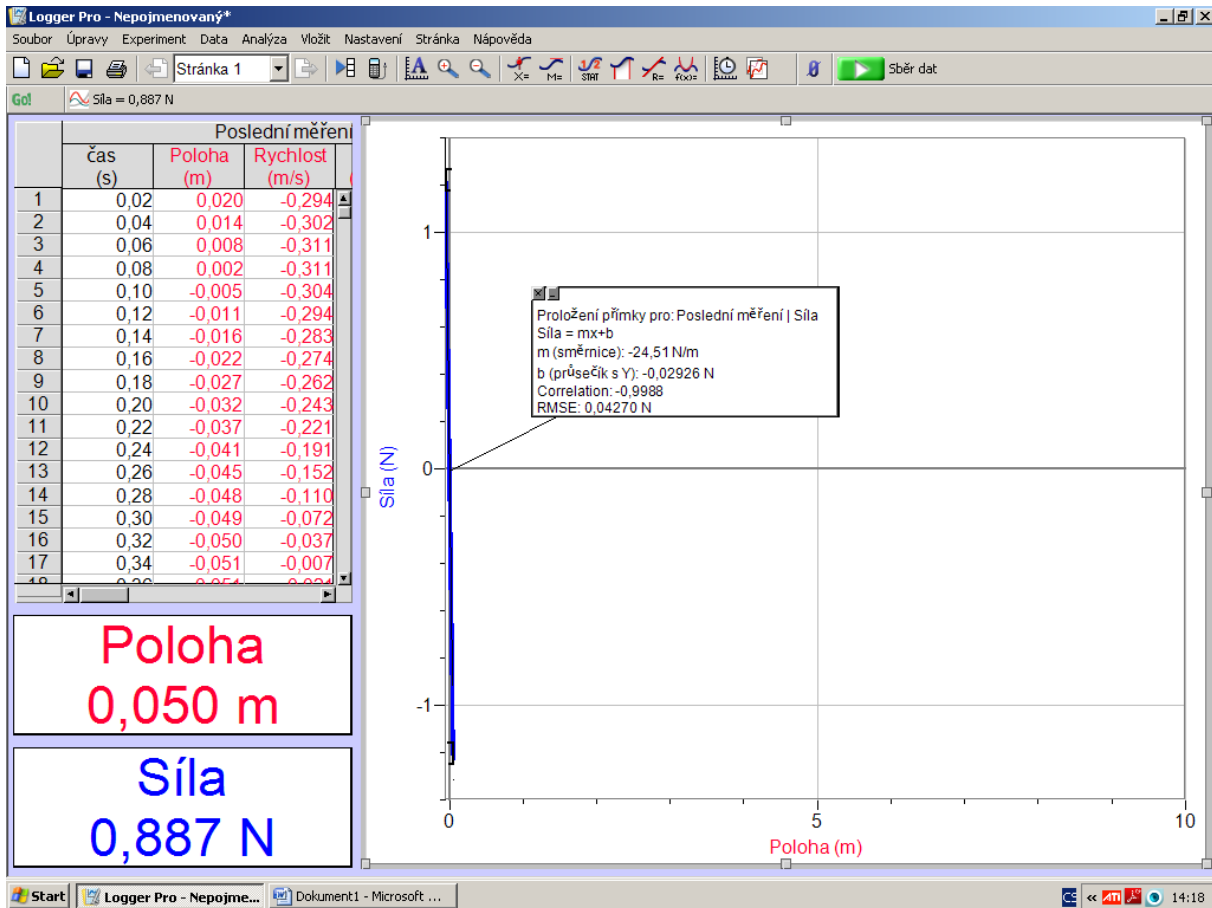 Logger Pro - Nepojmenovaný*
Soubor Úpravy Experiment Data Analýza Vložit Nastavení Stránka Nápověda
Stránka 1 Sběr dat
Go! Síla = 0,887 N
Poslední měřeni
čas Poloha Rychlost
(s) (m) (m/s)
1 0,02 0,020 -0,294
2 0,04 0,014 -0,302
3 0,06 0,008 -0,311
4 0,08 0,002 -0,311
5 0,10 -0,005 -0,304
6 0,12 -0,011 -0,294
7 0,14 -0,016 -0,283
8 0,16 -0,022 -0,274
9 0,18 -0,027 -0,262
10 0,20 -0,032 -0,243
11 0,22 -0,037 -0,221
12 0,24 -0,041 -0,191
13 0,26 -0,045 -0,152
14 0,28 -0,048 -0,110
15 0,30 -0,049 -0,072
16 0,32 -0,050 -0,037
17 0,34 -0,051 -0,007
Poloha
0,050 m
Síla
0,887 N
1
0
-1
Síla (N)
Proložení přímky pro: Poslední měření | Síla
Síla = mx+b
m (směrnice): -24,51 N/m
b (průsečík s Y): -0,02926 N
Correlation: -0,9988
RMSE: 0,04270 N
0 5 10
Poloha (m)
Start Logger Pro - Nepojme... Dokument1 - Microsoft ... CS « 14:18